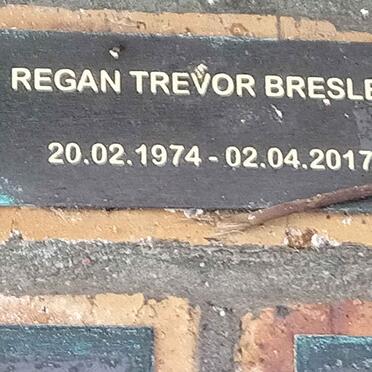 REGAN TREVOR BRESLE
20.02.1974 - 02.04.2017